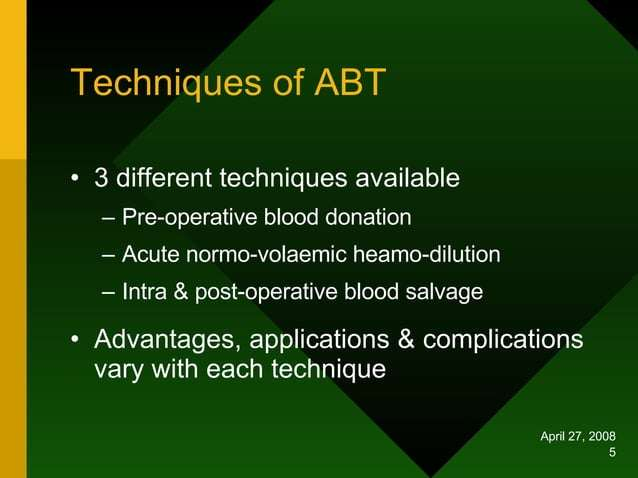 Techniques of ABT
• 3 different techniques available
– Pre-operative blood donation
– Acute normo-volaemic heamo-dilution
– Intra & post-operative blood salvage
• Advantages, applications & complications
vary with each technique
April 27, 2008
5